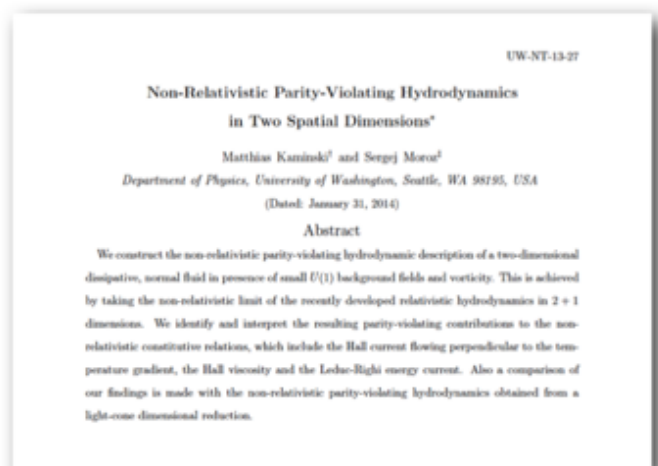 UW-NT-13-27
Non-Relativistic Parity-Violating Hydrodynamics
in Two Spatial Dimensions*
Matthias Kaminski† and Sergej Moroz‡
Department of Physics, University of Washington, Seattle, WA 98195, USA
(Dated: January 31, 2014)
Abstract
We construct the non-relativistic parity-violating hydrodynamic description of a two-dimensional
dissipative, normal fluid in presence of small U(1) background fields and vorticity. This is achieved
by taking the non-relativistic limit of the recently developed relativistic hydrodynamics in 2 + 1
dimensions. We identify and interpret the resulting parity-violating contributions to the non-
relativistic constitutive relations, which include the Hall current flowing perpendicular to the tem-
perature gradient, the Hall viscosity and the Leduc-Righi energy current. Also a comparison of
our findings is made with the non-relativistic parity-violating hydrodynamics obtained from a
light-cone dimensional reduction.